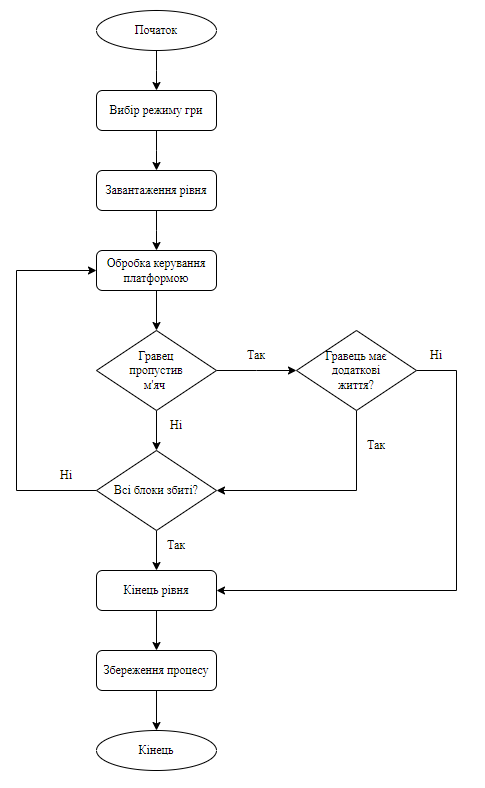 Початок
Вибір режиму гри
Завантаження рівня
Обробка керування
платформою
Гравец
пропустив
м'яч
Так
Гравець має
додаткові
життя?
Ні
Ні
Так
Ні
Всі блоки збиті?
Так
Кінець рівня
Збереження процесу
Кінець